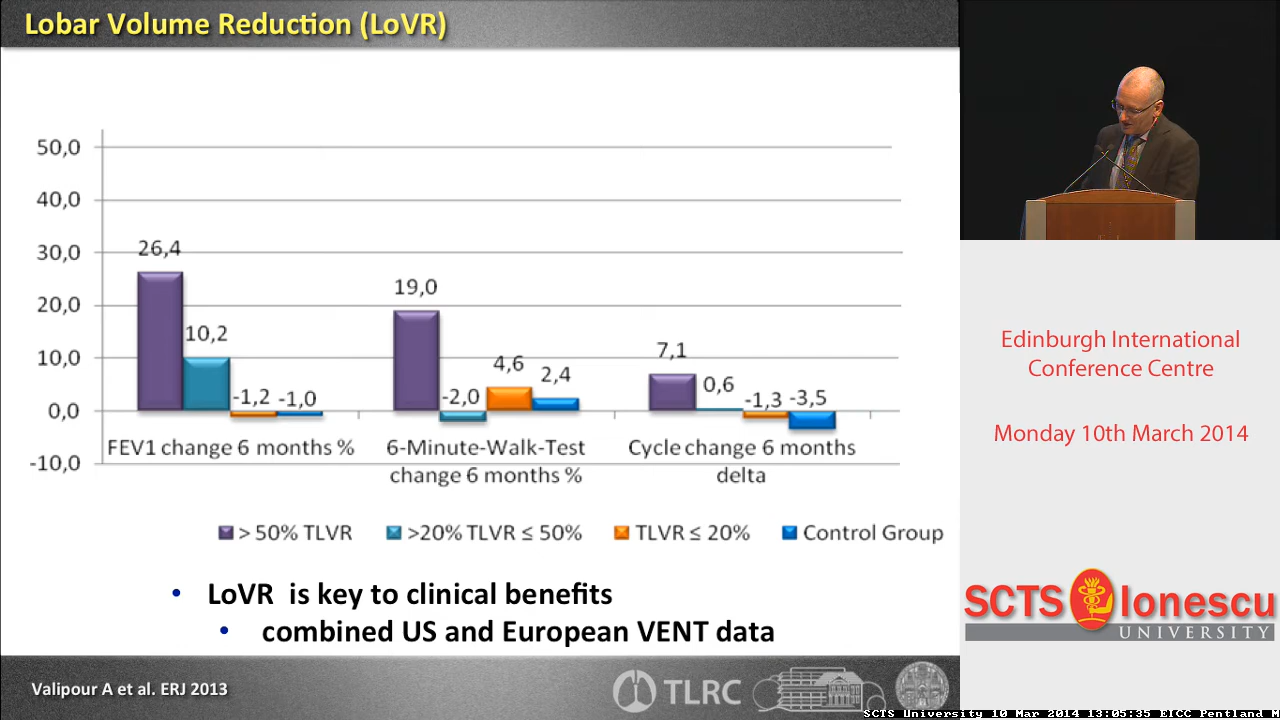 Lobar Volume Reduction (LoVR)
50,0
40,0
30,0
20,0
10,0
0,0
-10,0
26,4
10,2
-1,2
-1,0
19,0
-2,0
4,6
2,4
7,1
0,6
-1,3
-3,5
FEV1 change 6 months %
6-Minute-Walk-Test
change 6 months %
Cycle change 6 months
delta
> 50% TLVR
>20% TLVR ≤ 50%
TLVR ≤ 20%
Control Group
• LoVR is key to clinical benefits
• combined US and European VENT data
Valipour A et al. ERJ 2013
TLRC
Edinburgh International
Conference Centre
Monday 10th March 2014
SCTS Ionescu
UNIVERSITY
SCTS University 10 Mar 2014 13:05:35 EICC Pentland M